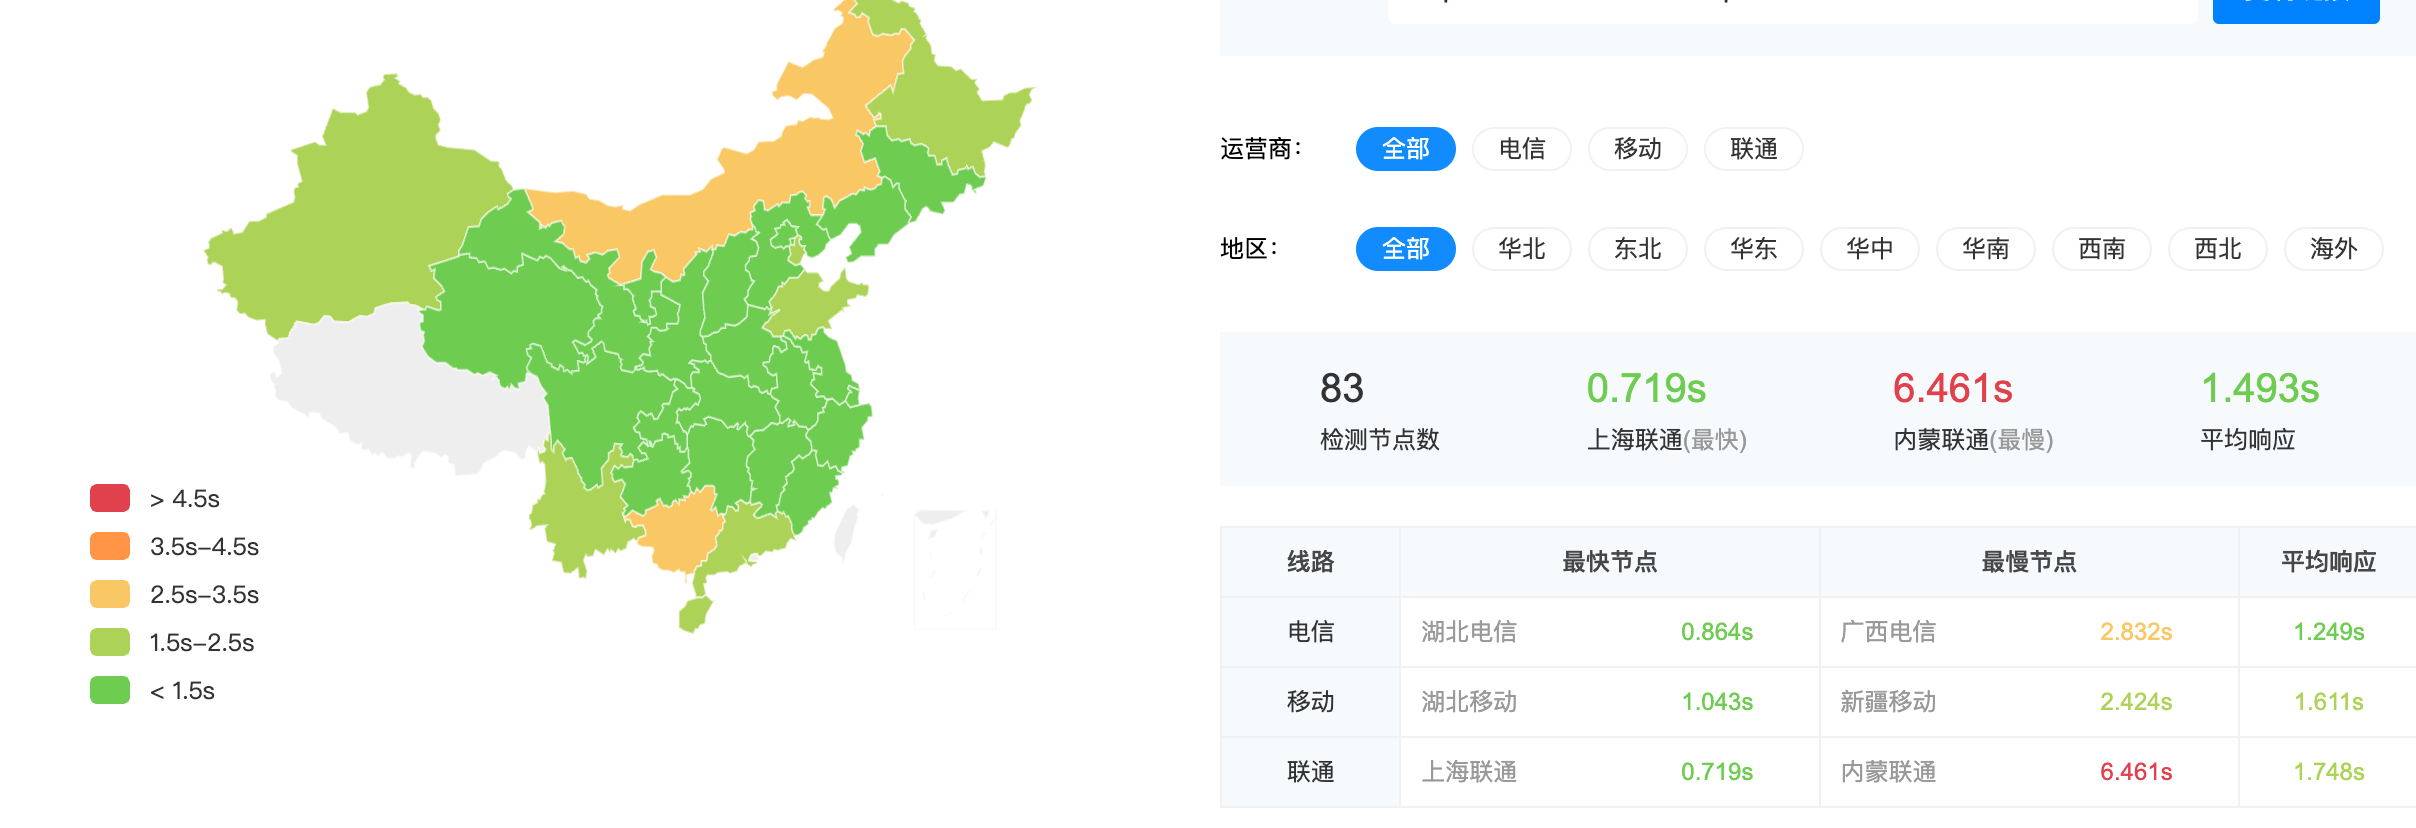 > 4.5s
3.5s–4.5s
2.5s–3.5s
1.5s–2.5s
< 1.5s
运营商： 全部 电信 移动 联通
地区： 全部 华北 东北 华东 华中 华南 西南 西北 海外
83 0.719s 6.461s 1.493s
检测节点数 上海联通(最快) 内蒙联通(最慢) 平均响应
线路 最快节点 最慢节点 平均响应
电信 湖北电信 0.864s 广西电信 2.832s 1.249s
移动 湖北移动 1.043s 新疆移动 2.424s 1.611s
联通 上海联通 0.719s 内蒙联通 6.461s 1.748s